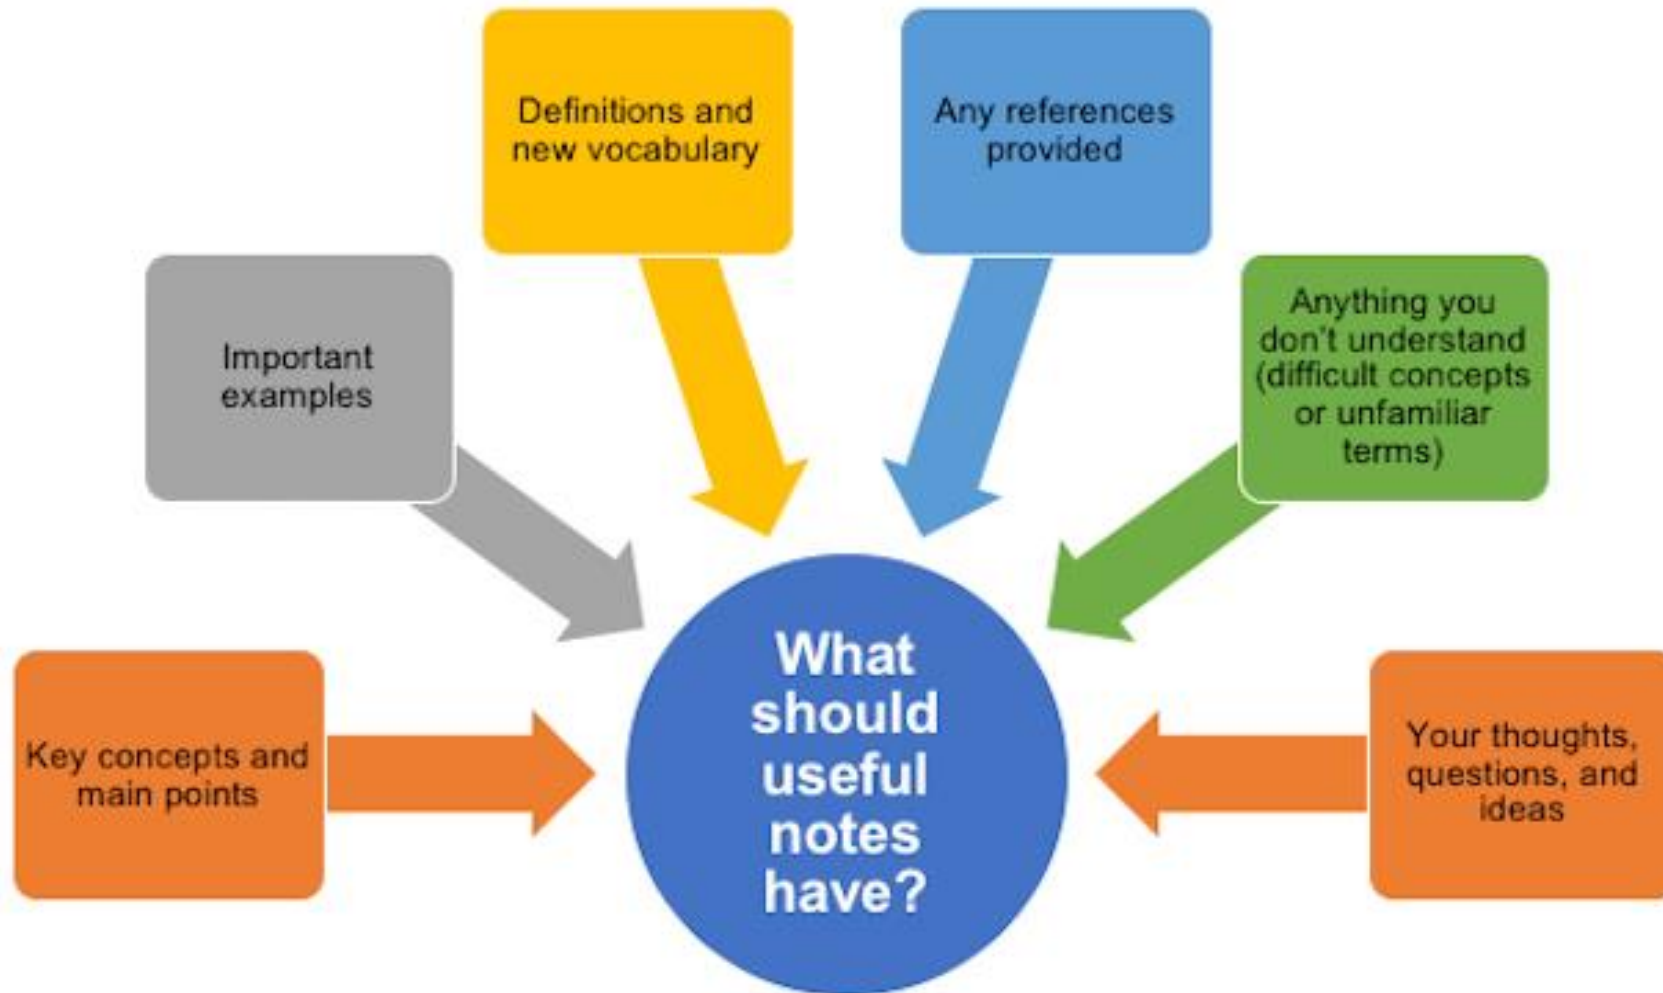 Definitions and
new vocabulary
Any references
provided
Important
examples
Anything you
don't understand
(difficult concepts
or unfamiliar
terms)
Key concepts and
main points
What
should
useful
notes
have?
Your thoughts,
questions, and
ideas